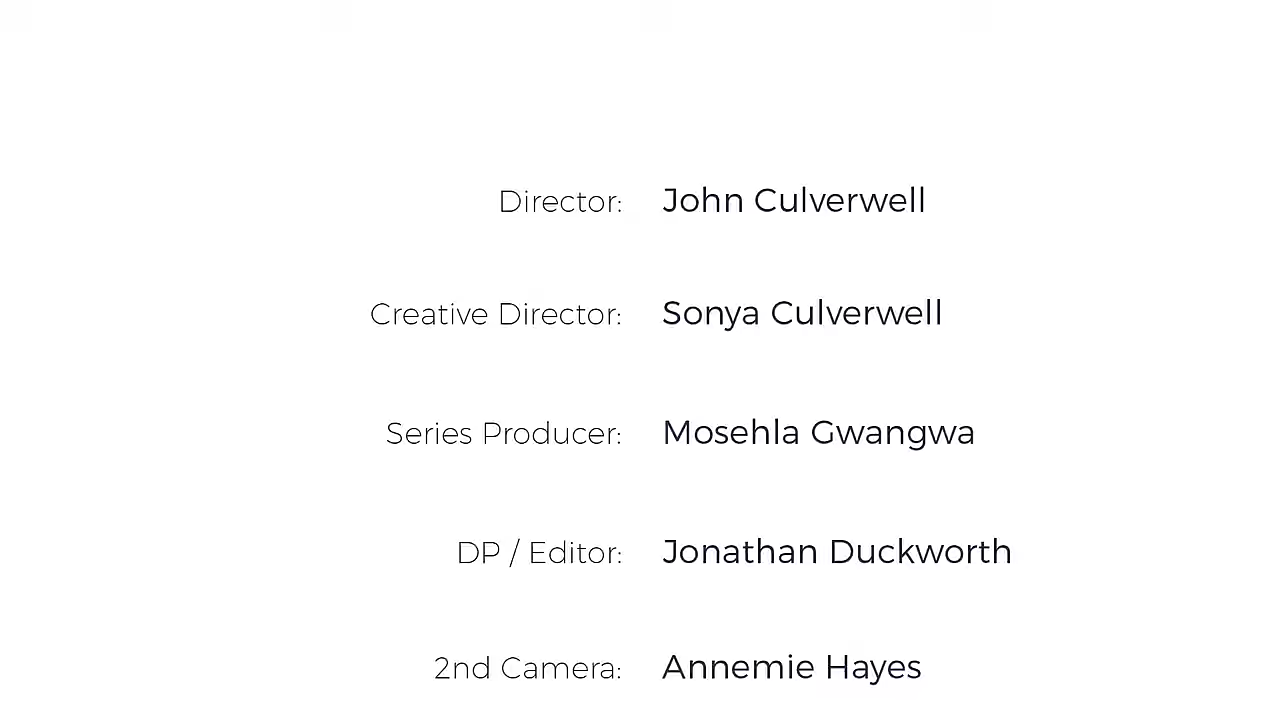 Director: John Culverwell
Creative Director: Sonya Culverwell
Series Producer: Mosehla Gwangwa
DP / Editor: Jonathan Duckworth
2nd Camera: Annemie Hayes